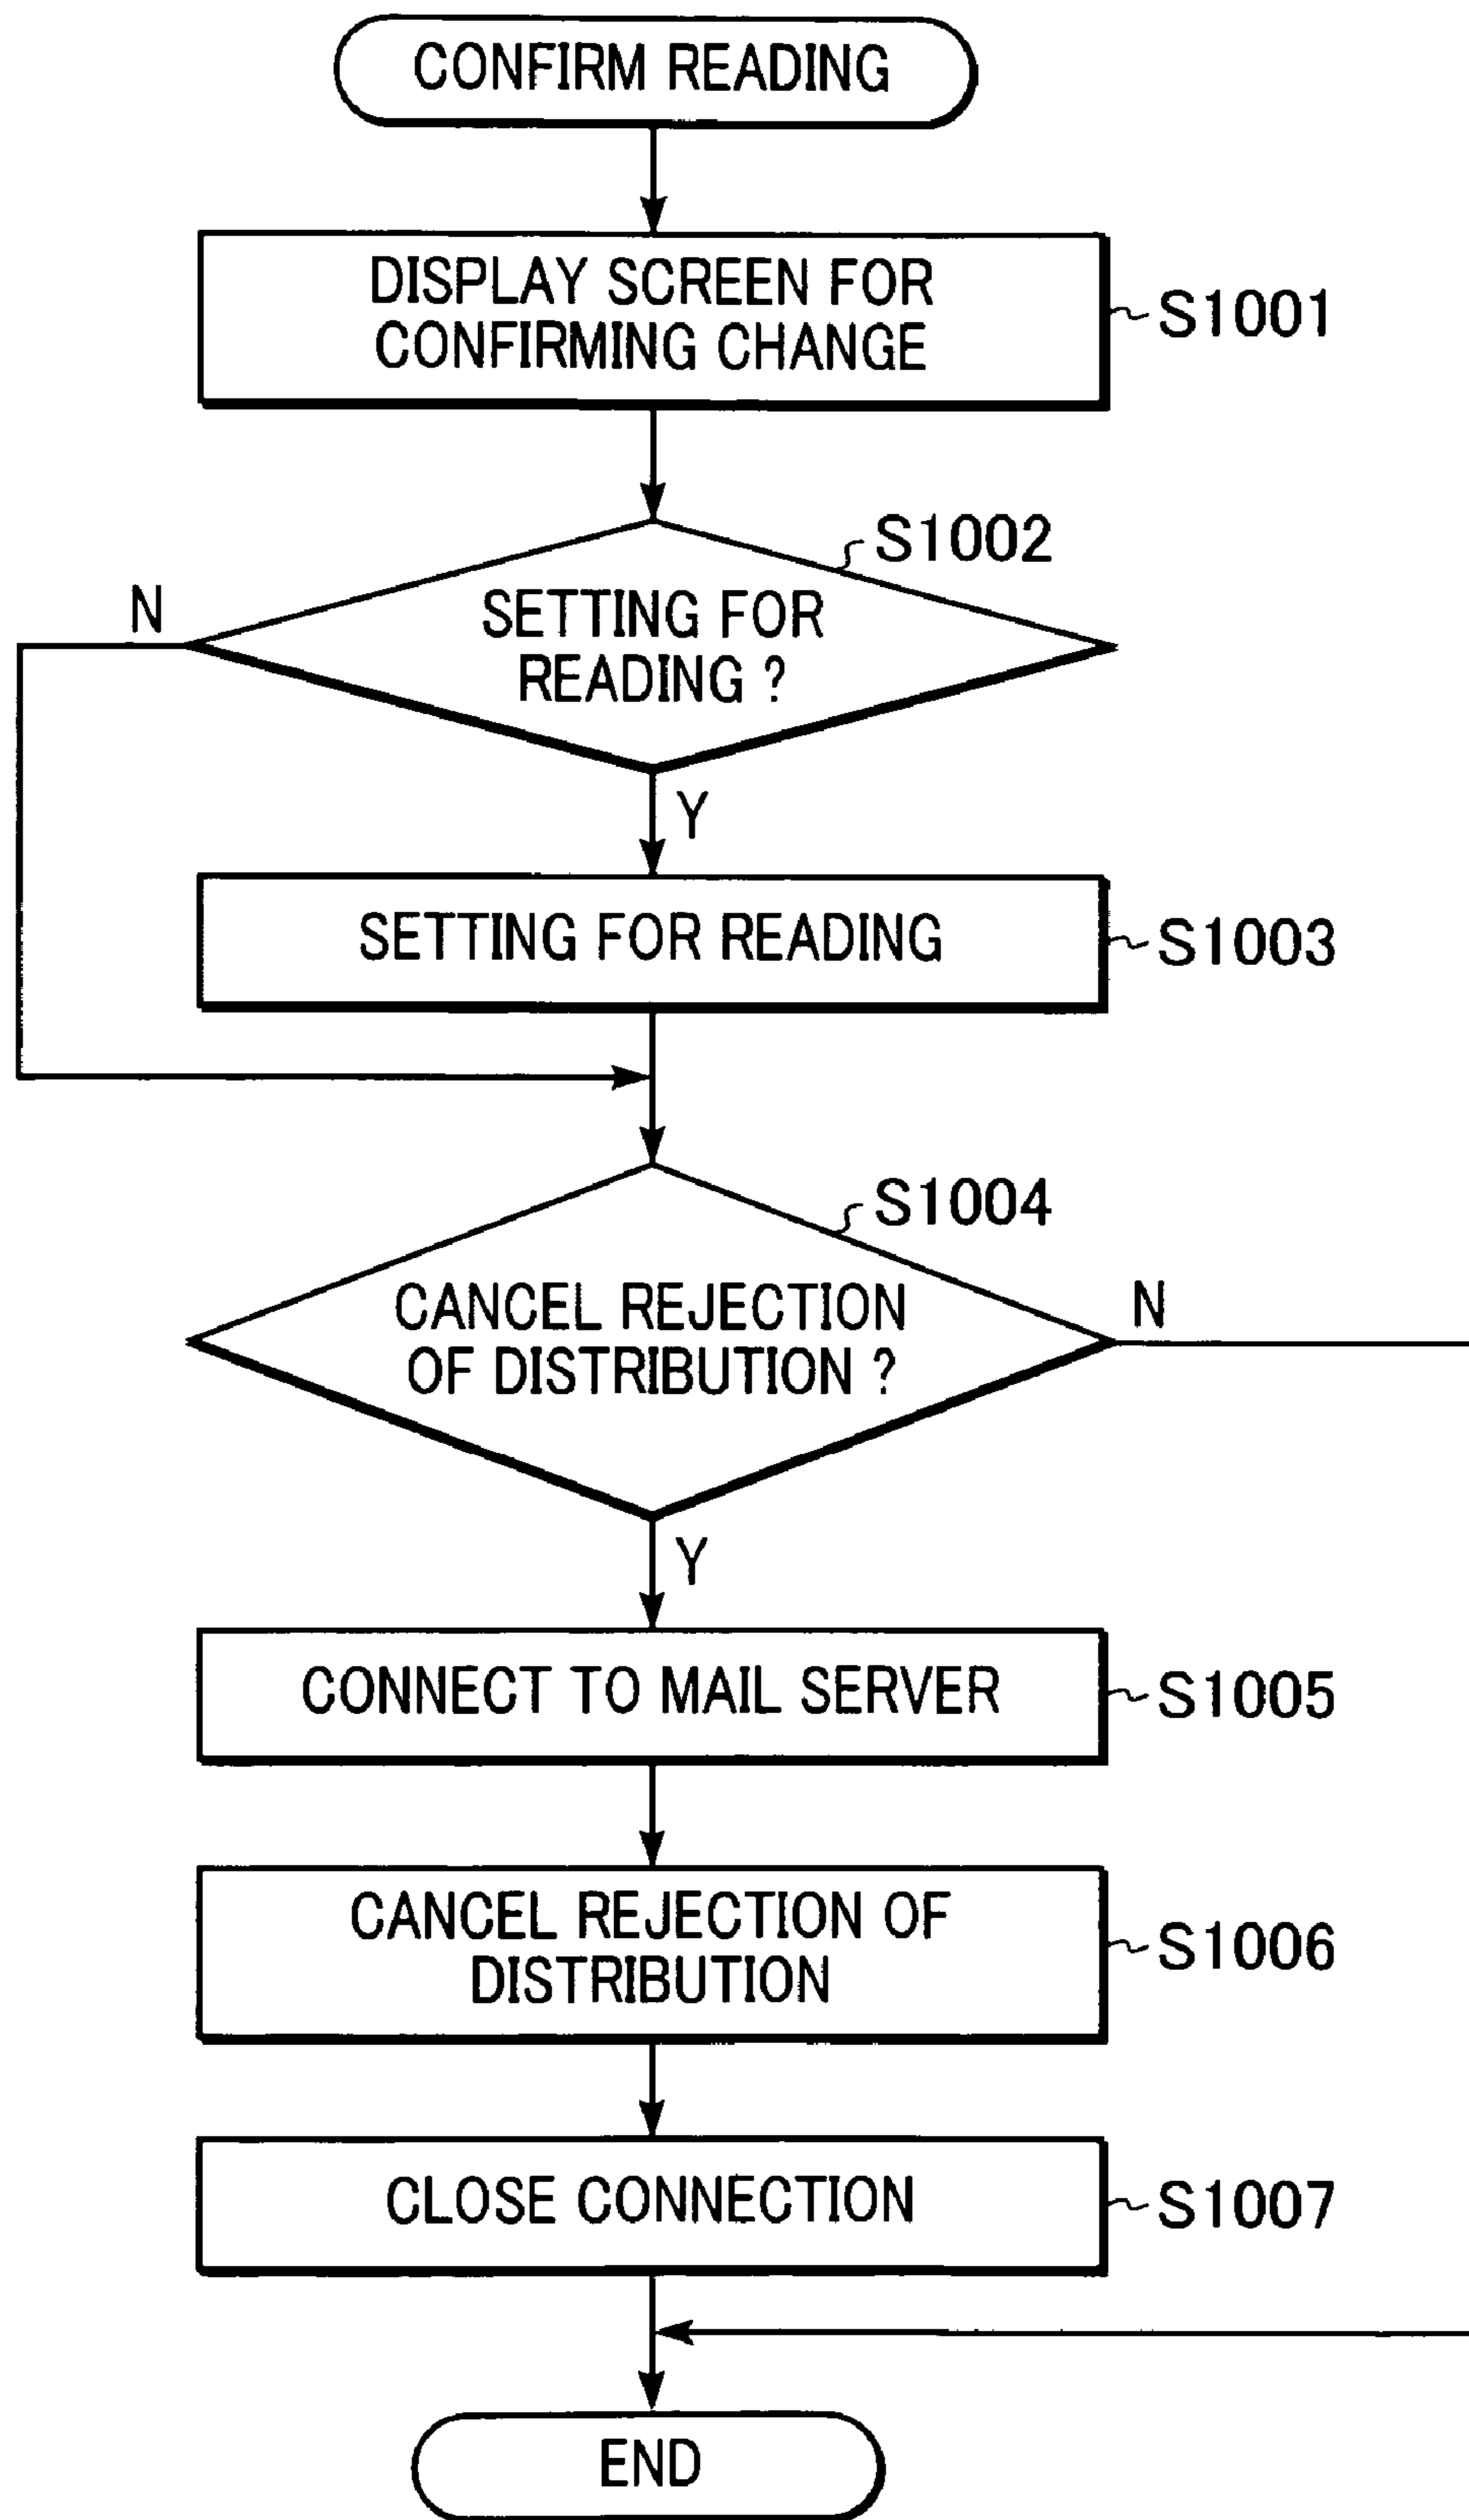 CONFIRM READING
DISPLAY SCREEN FOR
CONFIRMING CHANGE
S1001
S1002
N
SETTING FOR
READING ?
Y
SETTING FOR READING
S1003
S1004
CANCEL REJECTION
OF DISTRIBUTION ?
N
Y
CONNECT TO MAIL SERVER
S1005
CANCEL REJECTION OF
DISTRIBUTION
S1006
CLOSE CONNECTION
S1007
END